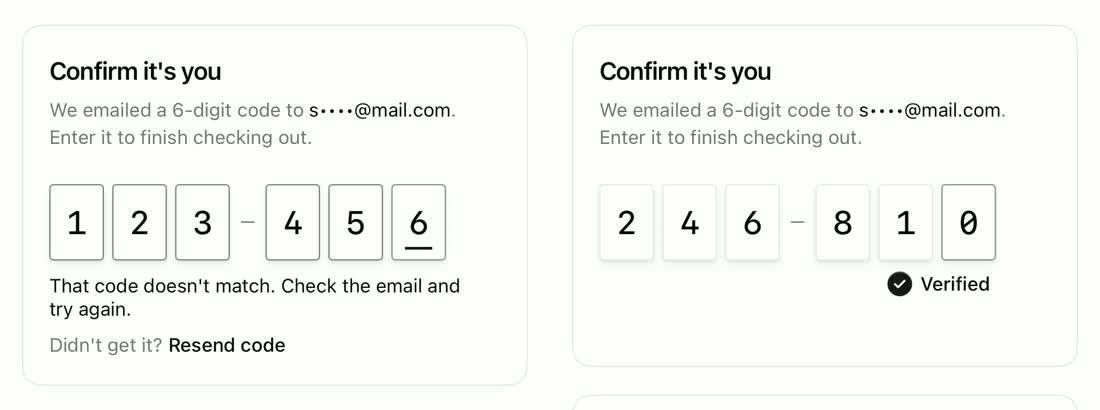 Confirm it's you
We emailed a 6-digit code to s••••@mail.com.
Enter it to finish checking out.
1 2 3 – 4 5 6
That code doesn't match. Check the email and
try again.
Didn't get it? Resend code
Confirm it's you
We emailed a 6-digit code to s••••@mail.com.
Enter it to finish checking out.
2 4 6 – 8 1 0
Verified